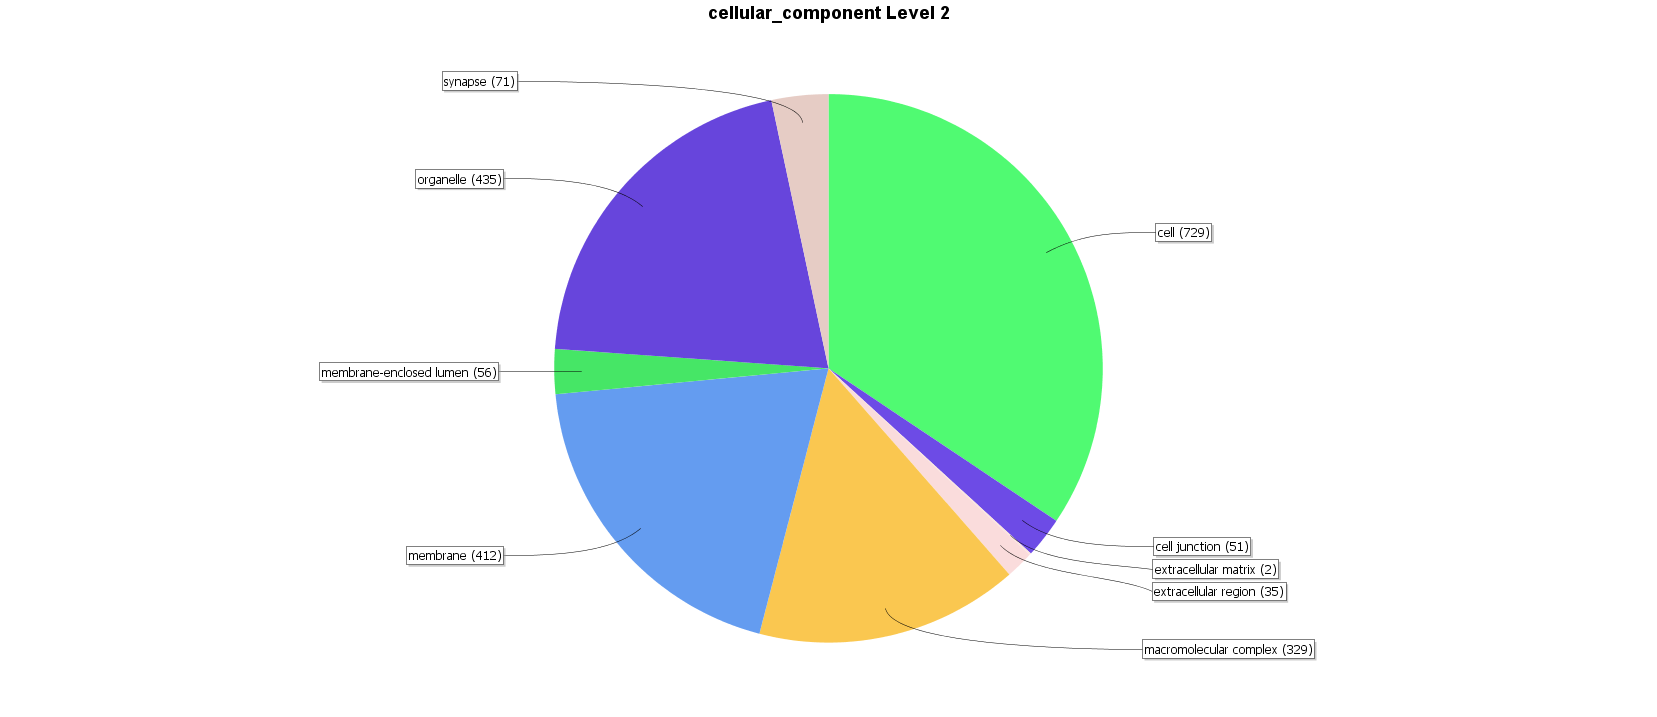 cellular_component Level 2
synapse (71)
organelle (435)
cell (729)
membrane-enclosed lumen (56)
membrane (412)
cell junction (51)
extracellular matrix (2)
extracellular region (35)
macromolecular complex (329)